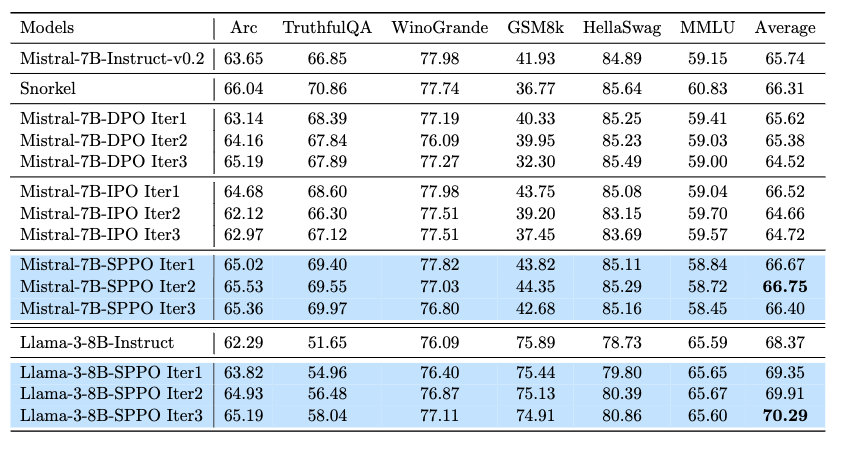 Models Arc TruthfulQA WinoGrande GSM8k HellaSwag MMLU Average
Mistral-7B-Instruct-v0.2 63.65 66.85 77.98 41.93 84.89 59.15 65.74
Snorkel 66.04 70.86 77.74 36.77 85.64 60.83 66.31
Mistral-7B-DPO Iter1 63.14 68.39 77.19 40.33 85.25 59.41 65.62
Mistral-7B-DPO Iter2 64.16 67.84 76.09 39.95 85.23 59.03 65.38
Mistral-7B-DPO Iter3 65.19 67.89 77.27 32.30 85.49 59.00 64.52
Mistral-7B-IPO Iter1 64.68 68.60 77.98 43.75 85.08 59.04 66.52
Mistral-7B-IPO Iter2 62.12 66.30 77.51 39.20 83.15 59.70 64.66
Mistral-7B-IPO Iter3 62.97 67.12 77.51 37.45 83.69 59.57 64.72
Mistral-7B-SPPO Iter1 65.02 69.40 77.82 43.82 85.11 58.84 66.67
Mistral-7B-SPPO Iter2 65.53 69.55 77.03 44.35 85.29 58.72 66.75
Mistral-7B-SPPO Iter3 65.36 69.97 76.80 42.68 85.16 58.45 66.40
Llama-3-8B-Instruct 62.29 51.65 76.09 75.89 78.73 65.59 68.37
Llama-3-8B-SPPO Iter1 63.82 54.96 76.40 75.44 79.80 65.65 69.35
Llama-3-8B-SPPO Iter2 64.93 56.48 76.87 75.13 80.39 65.67 69.91
Llama-3-8B-SPPO Iter3 65.19 58.04 77.11 74.91 80.86 65.60 70.29